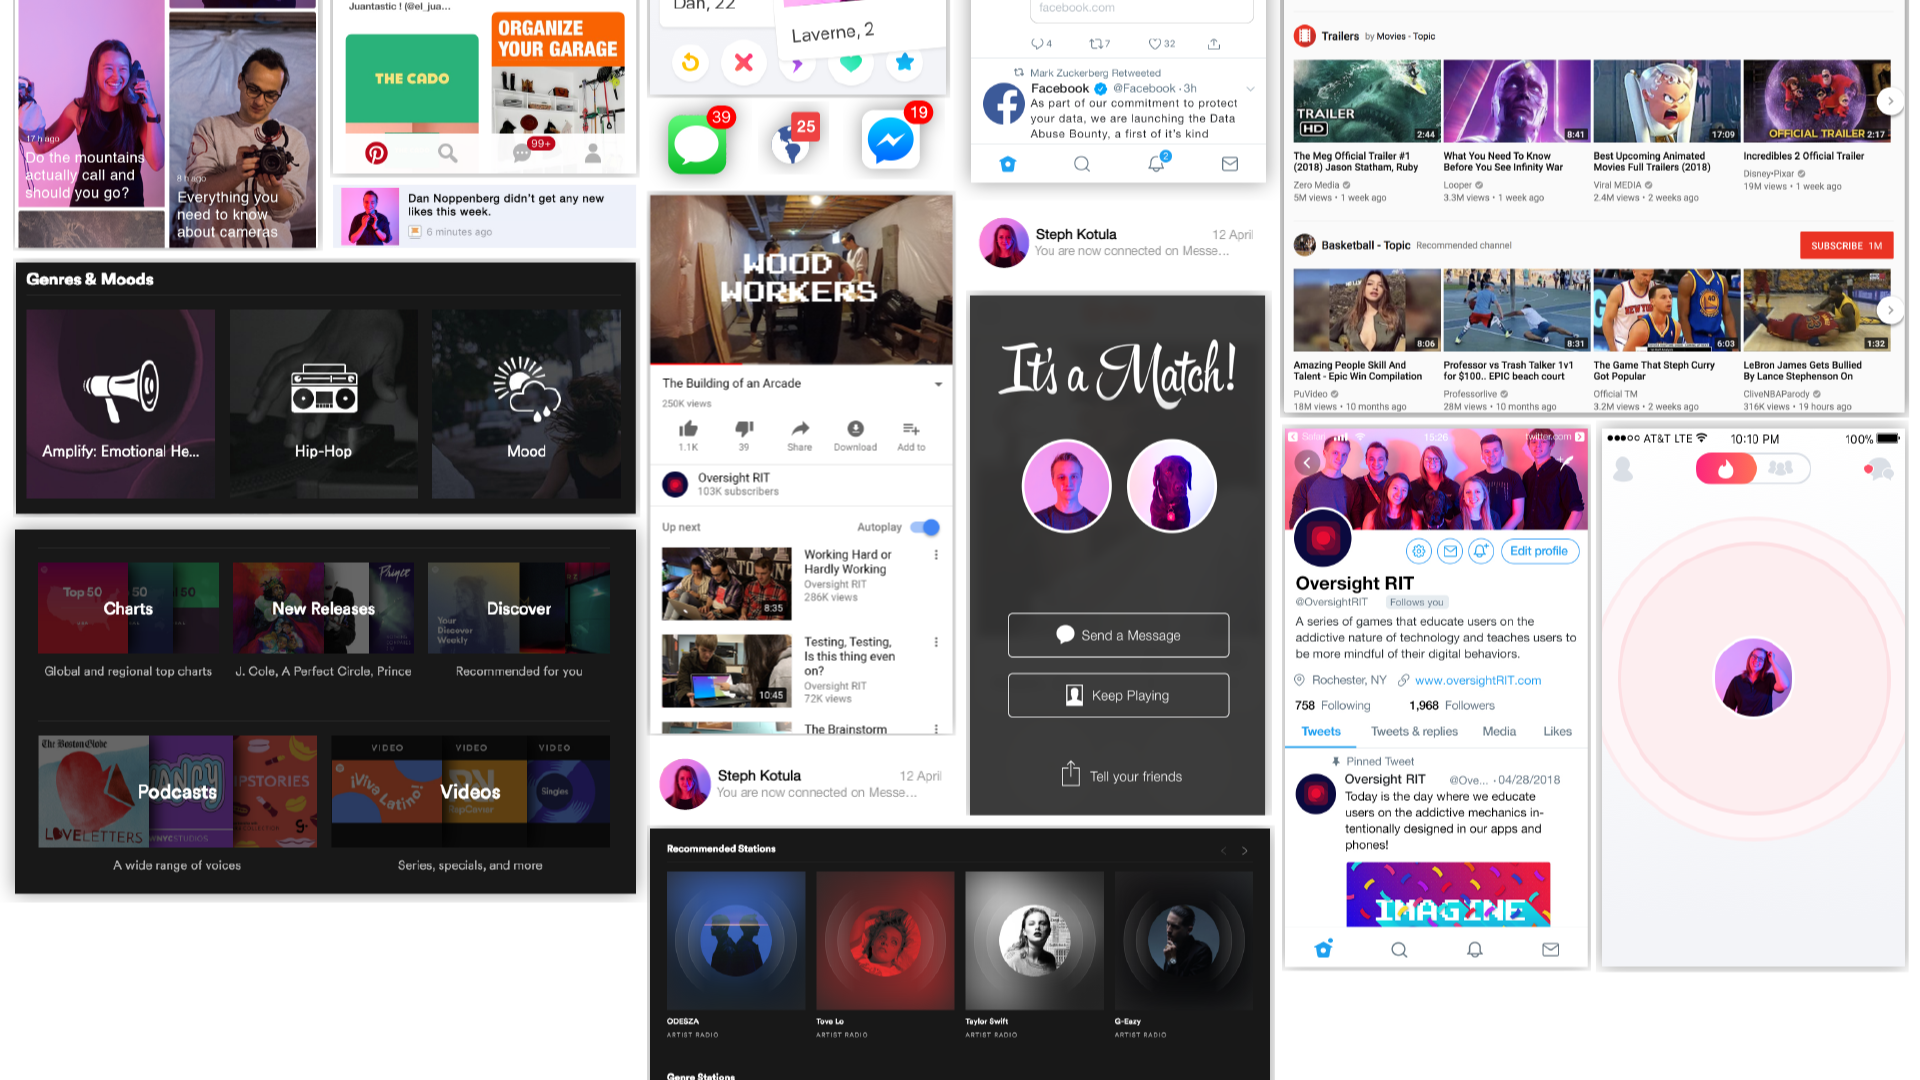 17 h ago
Do the mountains
actually call and
should you go?
8 h ago
Everything you
need to know
about cameras
Juantastic ! (@el_jua...
THE CADO
ORGANIZE
YOUR GARAGE
99+
Dan Noppenberg didn't get any new
likes this week.
6 minutes ago
Genres & Moods
Amplify: Emotional He...
Hip-Hop
Mood
Top 50
50
50
Charts
New Releases
Prince
Discover
Your
Discover
Weekly
Global and regional top charts
J. Cole, A Perfect Circle, Prince
Recommended for you
The Boston Globe
LOVELETTERS
NYCSTUDIOS
Podcasts
VIDEO
VIDEO
VIDEO
¡Viva Latino!
Singles
Videos
A wide range of voices
Series, specials, and more
Dan, 22
Laverne, 2
39
25
19
WOOD
WORKERS
The Building of an Arcade
250K views
1.1K
39
Share
Download
Add to
Oversight RIT
103K subscribers
Up next
Autoplay
8:35
Working Hard or
Hardly Working
Oversight RIT
286K views
10:45
Testing, Testing,
Is this thing even
on?
Oversight RIT
72K views
The Brainstorm
Steph Kotula
12 April
You are now connected on Messe...
Recommended Stations
ODESZA
ARTIST RADIO
Tove Lo
ARTIST RADIO
Taylor Swift
ARTIST RADIO
G-Eazy
ARTIST RADIO
Genre Stations
facebook.com
4
7
32
Mark Zuckerberg Retweeted
Facebook @Facebook · 3h
As part of our commitment to protect
your data, we are launching the Data
Abuse Bounty, a first of it's kind
2
Steph Kotula
12 April
You are now connected on Messe...
It's a Match!
Send a Message
Keep Playing
Tell your friends
Trailers by Movies - Topic
TRAILER
HD
2:44
8:41
17:09
OFFICIAL TRAILER 2:17
The Meg Official Trailer #1
(2018) Jason Statham, Ruby
Zero Media
5M views • 1 week ago
What You Need To Know
Before You See Infinity War
Looper
3.3M views • 1 week ago
Best Upcoming Animated
Movies Full Trailers (2018)
Viral MEDIA
2.4M views • 2 weeks ago
Incredibles 2 Official Trailer
Disney•Pixar
19M views • 1 week ago
Basketball - Topic Recommended channel
SUBSCRIBE 1M
8:06
8:31
6:03
1:32
Amazing People Skill And
Talent - Epic Win Compilation
PuVideo
18M views • 10 months ago
Professor vs Trash Talker 1v1
for $100.. EPIC beach court
Professorlive
28M views • 10 months ago
The Game That Steph Curry
Got Popular
Official TM
3.2M views • 2 weeks ago
LeBron James Gets Bullied
By Lance Stephenson On
CliveNBAParody
316K views • 19 hours ago
Safari
15:26
twitter.com
Edit profile
Oversight RIT
@OversightRIT Follows you
A series of games that educate users on the
addictive nature of technology and teaches users to
be more mindful of their digital behaviors.
Rochester, NY www.oversightRIT.com
758 Following 1,968 Followers
Tweets Tweets & replies Media Likes
Pinned Tweet
Oversight RIT @Ove... · 04/28/2018
Today is the day where we educate
users on the addictive mechanics in-
tentionally designed in our apps and
phones!
IMAGINE
AT&T LTE 10:10 PM 100%